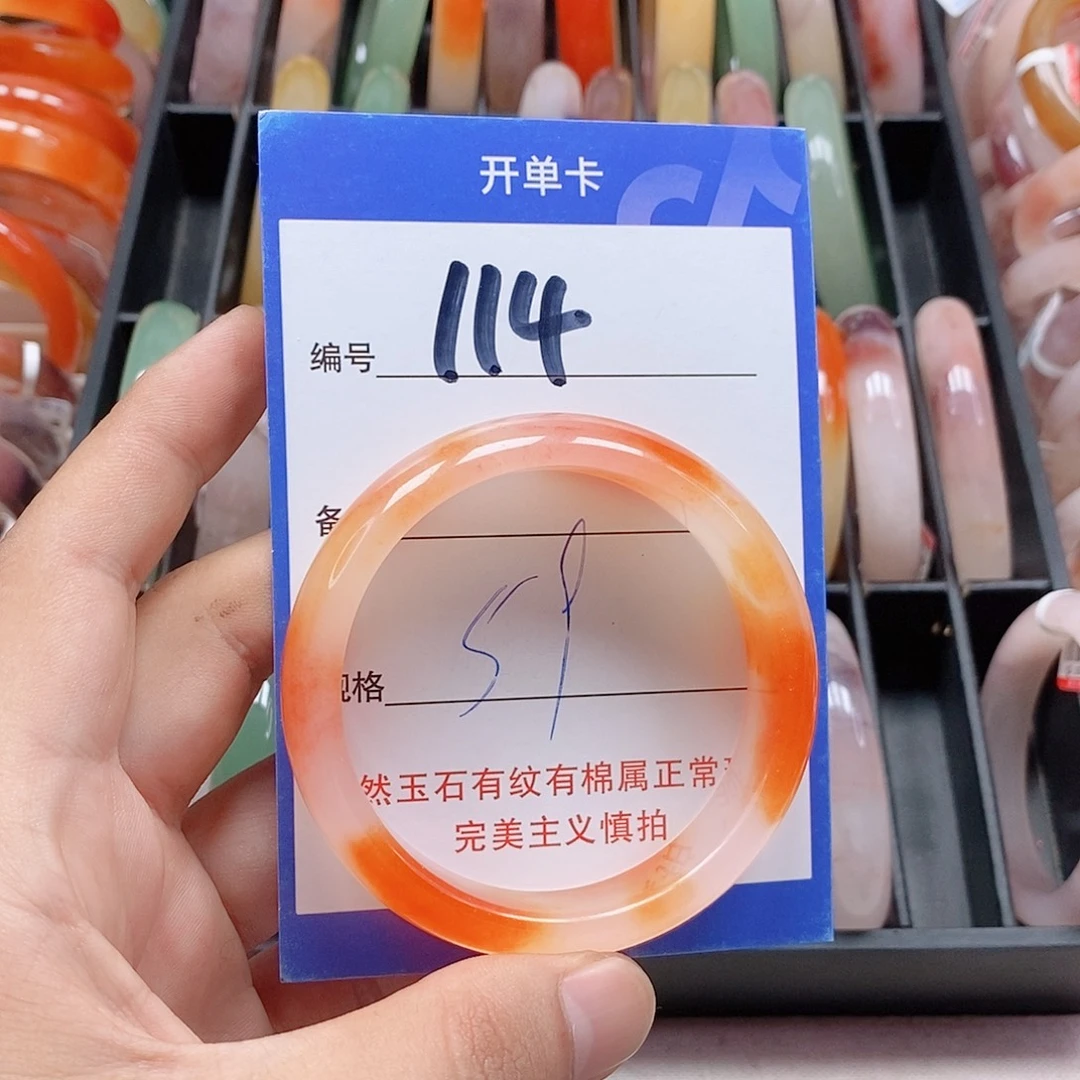 开单卡
编号 114
备
规格
然玉石有纹有棉属正常
完美主义慎拍